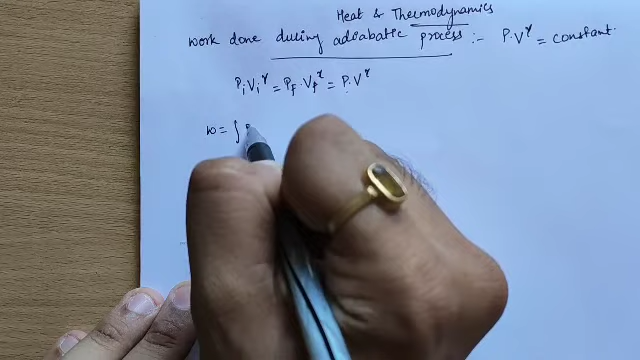 Heat & Thermodynamics
work done during adiabatic process :- P.V^γ = constant.
P_i V_i^γ = P_f . V_f^γ = P. V^γ
W = ∫ P